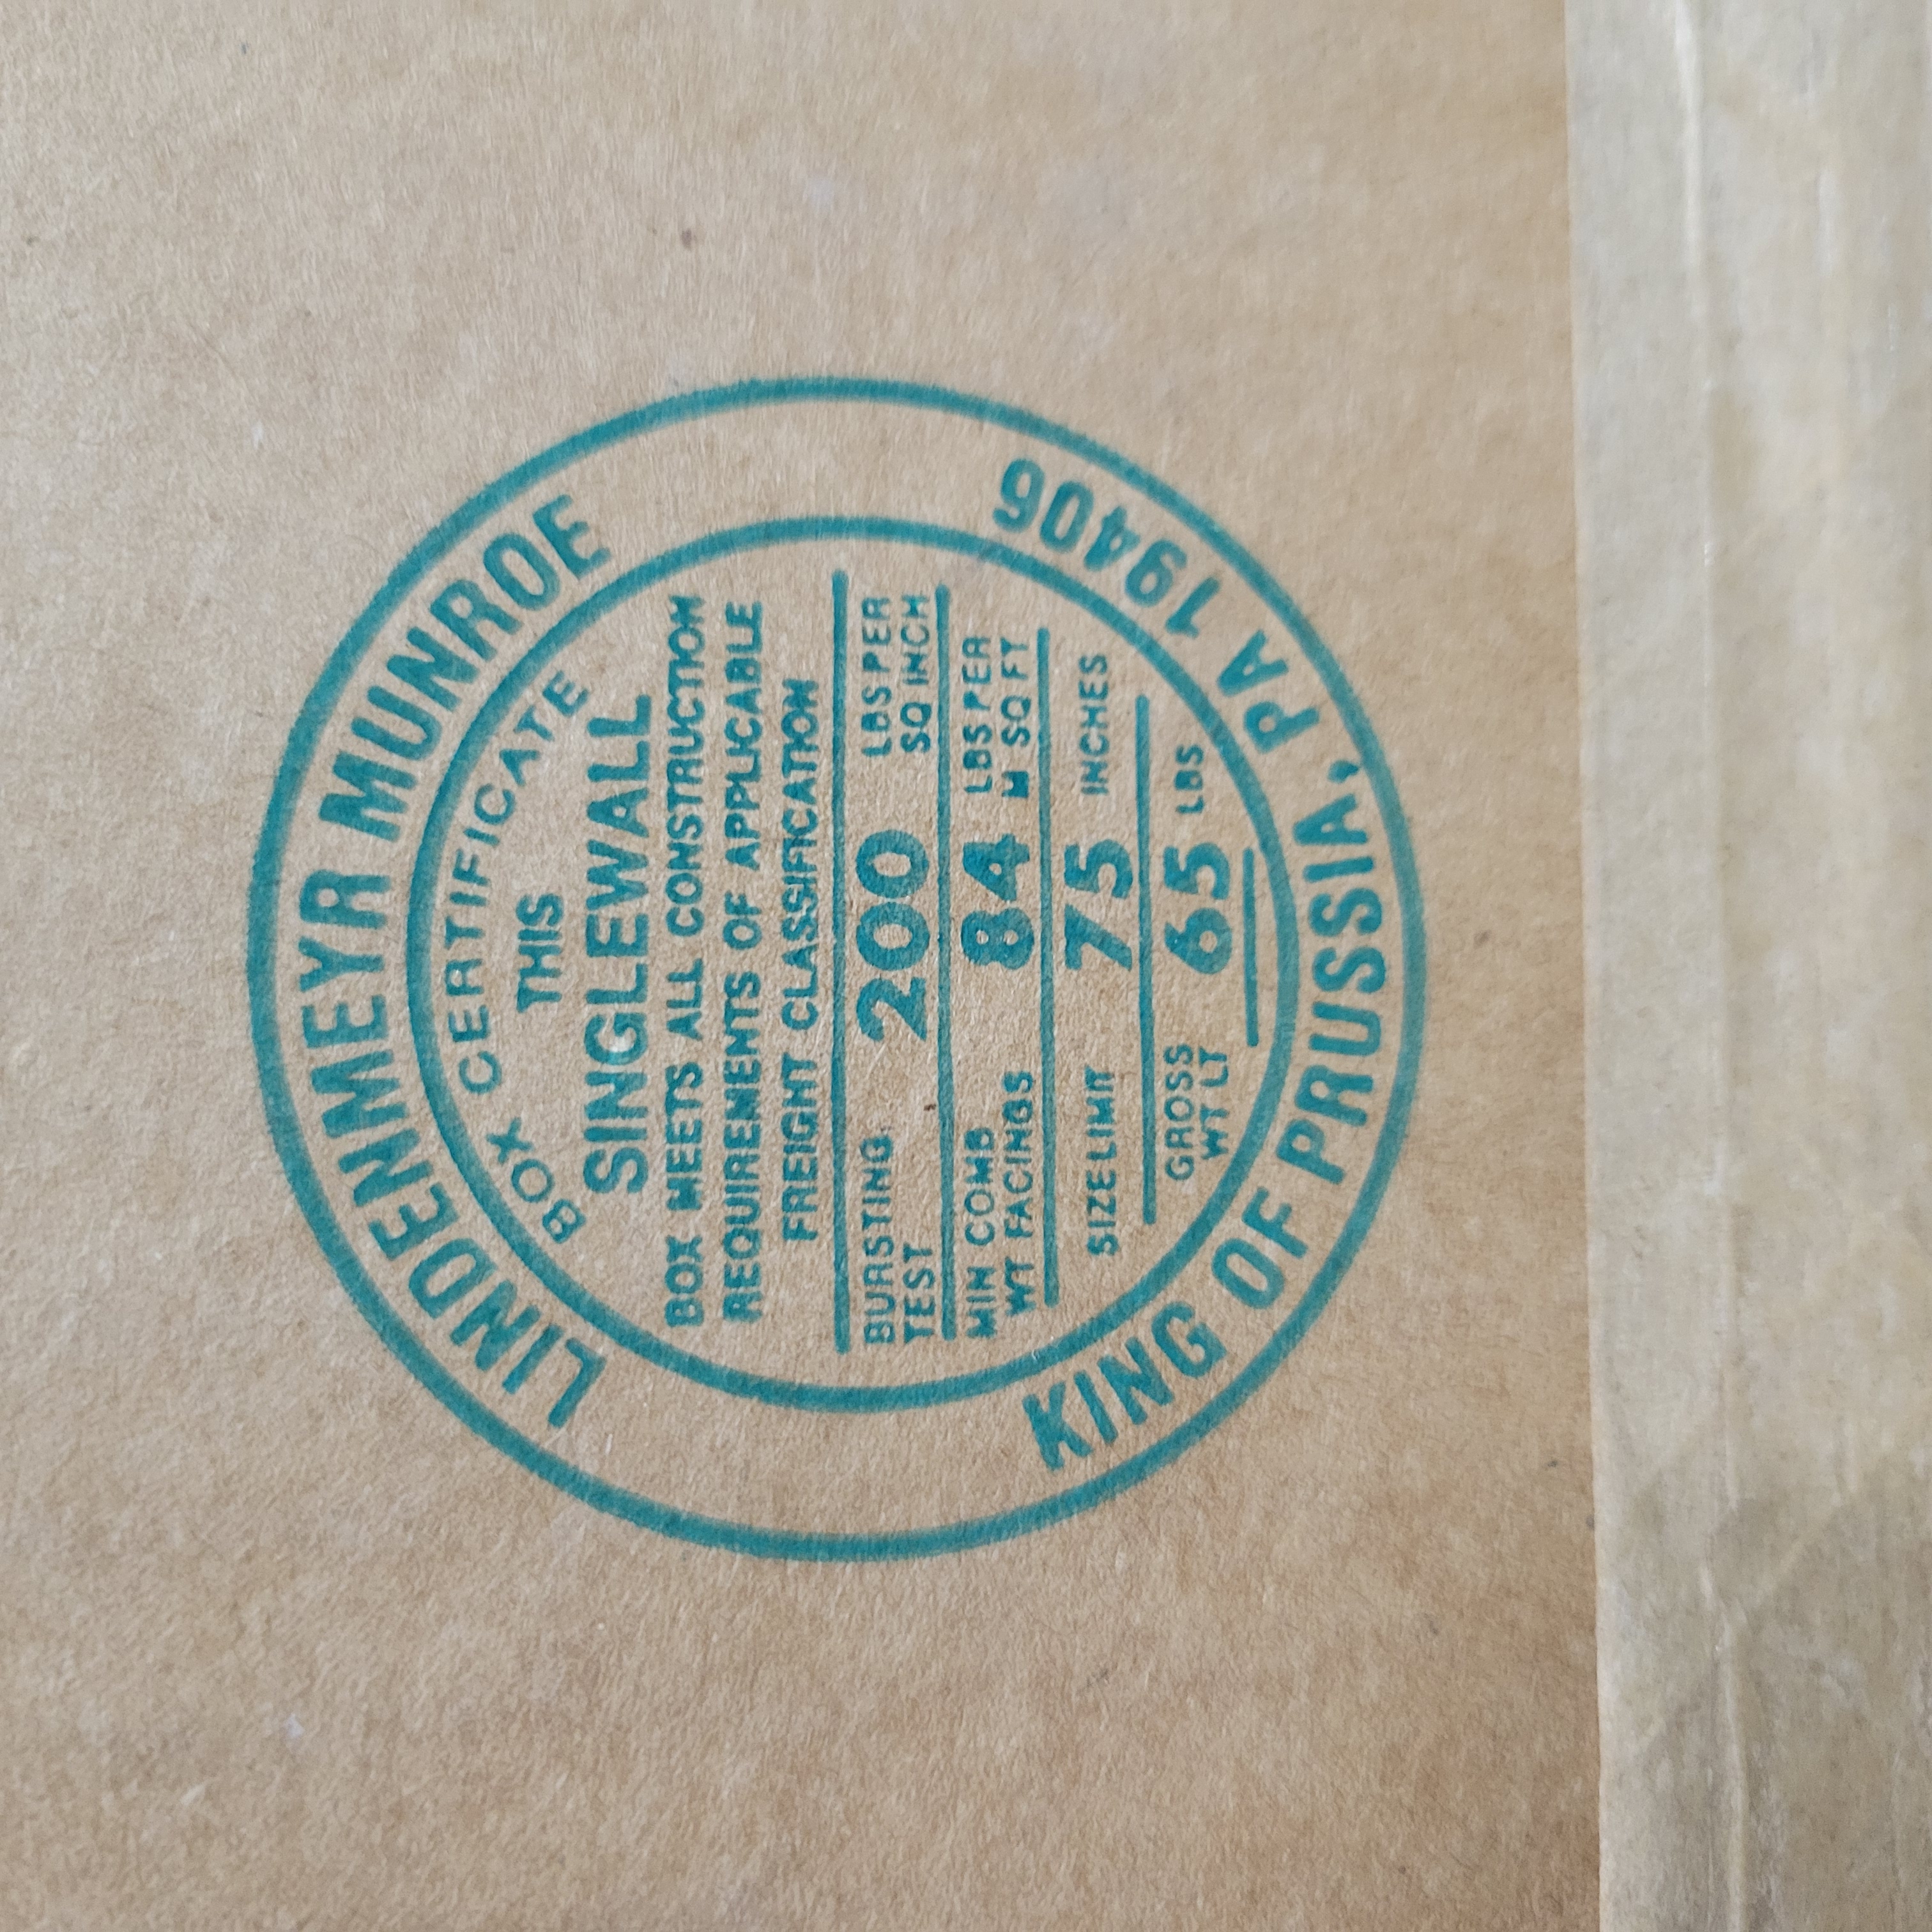 LINDENMEYR MUNROE
BOX CERTIFICATE
THIS
SINGLEWALL
BOX MEETS ALL CONSTRUCTION
REQUIREMENTS OF APPLICABLE
FREIGHT CLASSIFICATION
BURSTING TEST 200 LBS PER SQ INCH
MIN COMB WT FACINGS 84 LBS PER M SQ FT
SIZE LIMIT 75 INCHES
GROSS WT LT 65 LBS
KING OF PRUSSIA, PA 19406